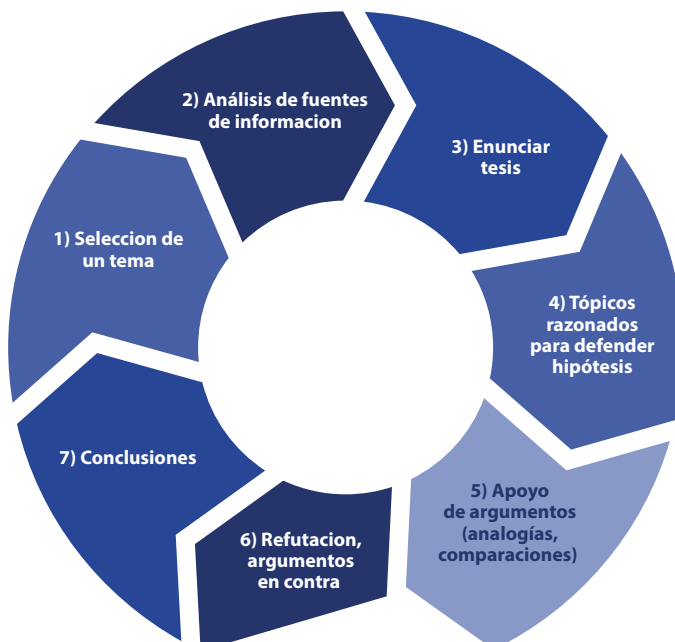 1) Seleccion de
un tema
2) Análisis de fuentes
de informacion
3) Enunciar
tesis
4) Tópicos
razonados
para defender
hipótesis
5) Apoyo
de argumentos
(analogías,
comparaciones)
6) Refutacion,
argumentos
en contra
7) Conclusiones